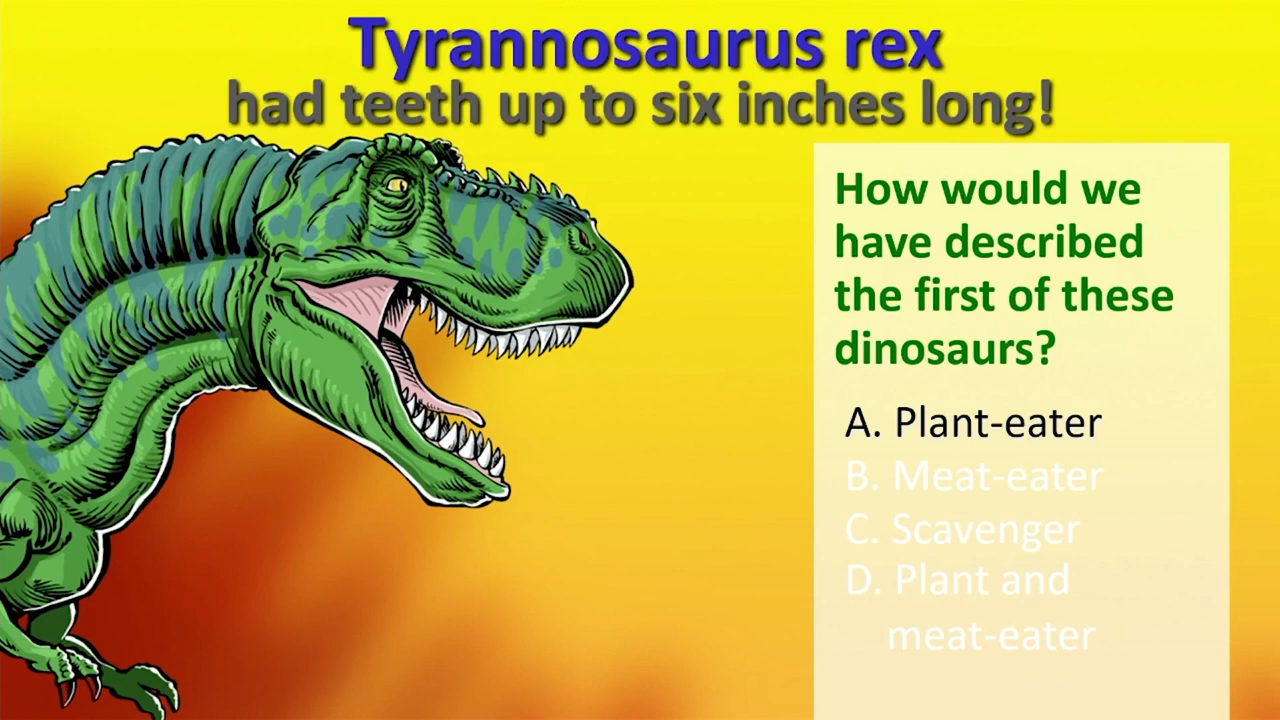 Tyrannosaurus rex
had teeth up to six inches long!
How would we
have described
the first of these
dinosaurs?
A. Plant-eater
B. Meat-eater
C. Scavenger
D. Plant and
meat-eater